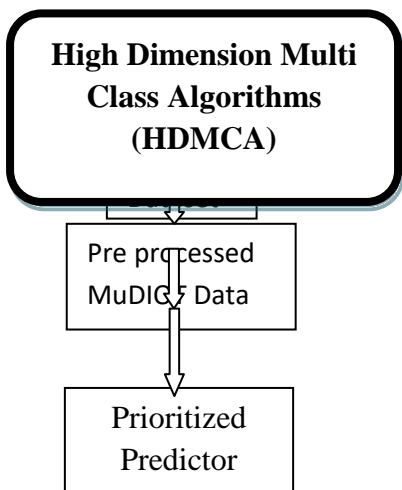 High Dimension Multi
Class Algorithms
(HDMCA)
Pre processed
Data
Prioritized
Predictor